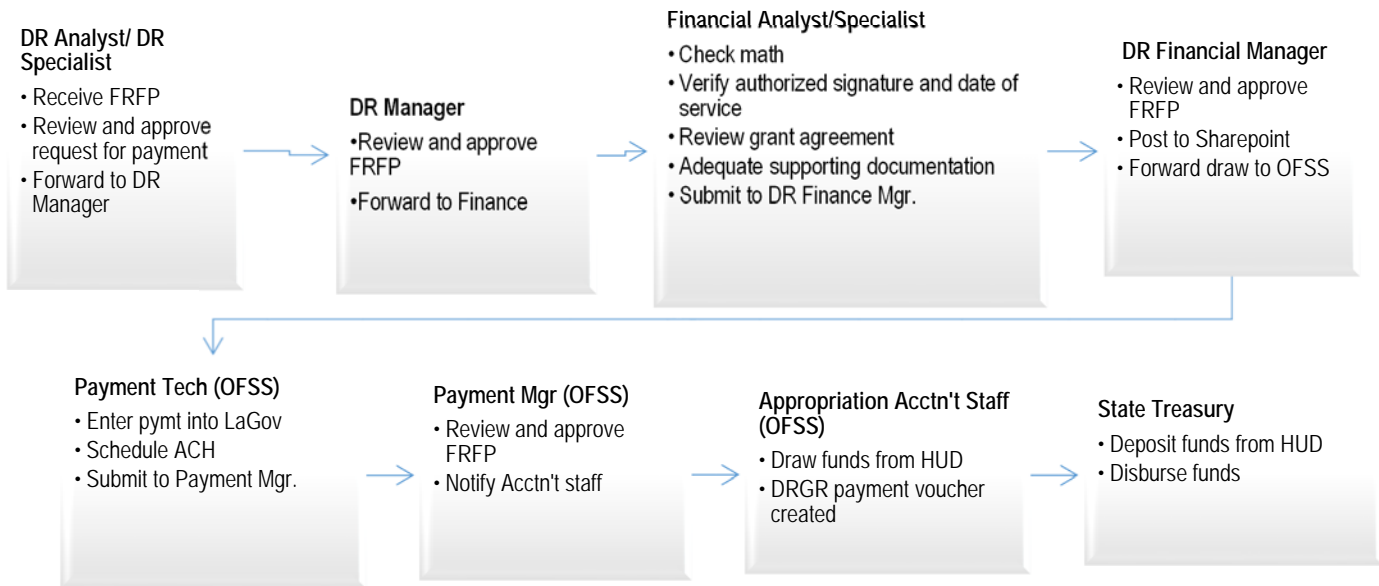 DR Analyst/ DR
Specialist
• Receive FRFP
• Review and approve
request for payment
• Forward to DR
Manager
DR Manager
•Review and approve
FRFP
•Forward to Finance
Financial Analyst/Specialist
• Check math
• Verify authorized signature and date of
service
• Review grant agreement
• Adequate supporting documentation
• Submit to DR Finance Mgr.
DR Financial Manager
• Review and approve
FRFP
• Post to Sharepoint
• Forward draw to OFSS
Payment Tech (OFSS)
• Enter pymt into LaGov
• Schedule ACH
• Submit to Payment Mgr.
Payment Mgr (OFSS)
• Review and approve
FRFP
• Notify Acctn't staff
Appropriation Acctn't Staff
(OFSS)
• Draw funds from HUD
• DRGR payment voucher
created
State Treasury
• Deposit funds from HUD
• Disburse funds